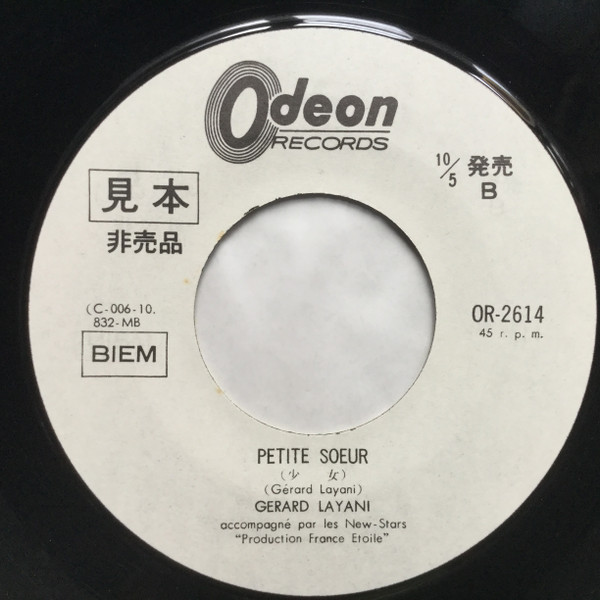 Odeon
RECORDS
10/5 発売
B
見本
非売品
(C-006-10.
832-MB
BIEM
OR-2614
45 r. p. m.
PETITE SOEUR
(少 女)
(Gérard Layani)
GERARD LAYANI
accompagné par les New-Stars
"Production France Etoile"